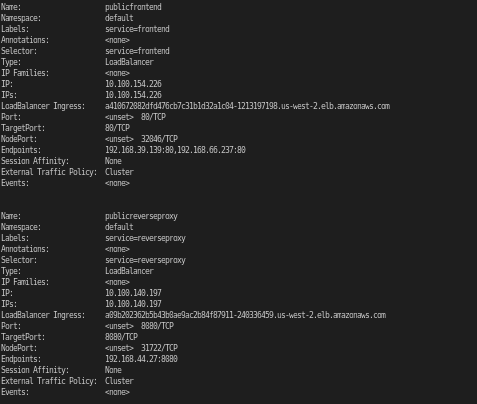 Name: publicfrontend
Namespace: default
Labels: service=frontend
Annotations: <none>
Selector: service=frontend
Type: LoadBalancer
IP Families: <none>
IP: 10.100.154.226
IPs: 10.100.154.226
LoadBalancer Ingress: a410672882dfd476cb7c31b1d32a1c84-1213197198.us-west-2.elb.amazonaws.com
Port: <unset> 80/TCP
TargetPort: 80/TCP
NodePort: <unset> 32046/TCP
Endpoints: 192.168.39.139:80,192.168.66.237:80
Session Affinity: None
External Traffic Policy: Cluster
Events: <none>
Name: publicreverseproxy
Namespace: default
Labels: service=reverseproxy
Annotations: <none>
Selector: service=reverseproxy
Type: LoadBalancer
IP Families: <none>
IP: 10.100.140.197
IPs: 10.100.140.197
LoadBalancer Ingress: a09b202362b5b43b8ae9ac2b84f87911-240336459.us-west-2.elb.amazonaws.com
Port: <unset> 8080/TCP
TargetPort: 8080/TCP
NodePort: <unset> 31722/TCP
Endpoints: 192.168.44.27:8080
Session Affinity: None
External Traffic Policy: Cluster
Events: <none>